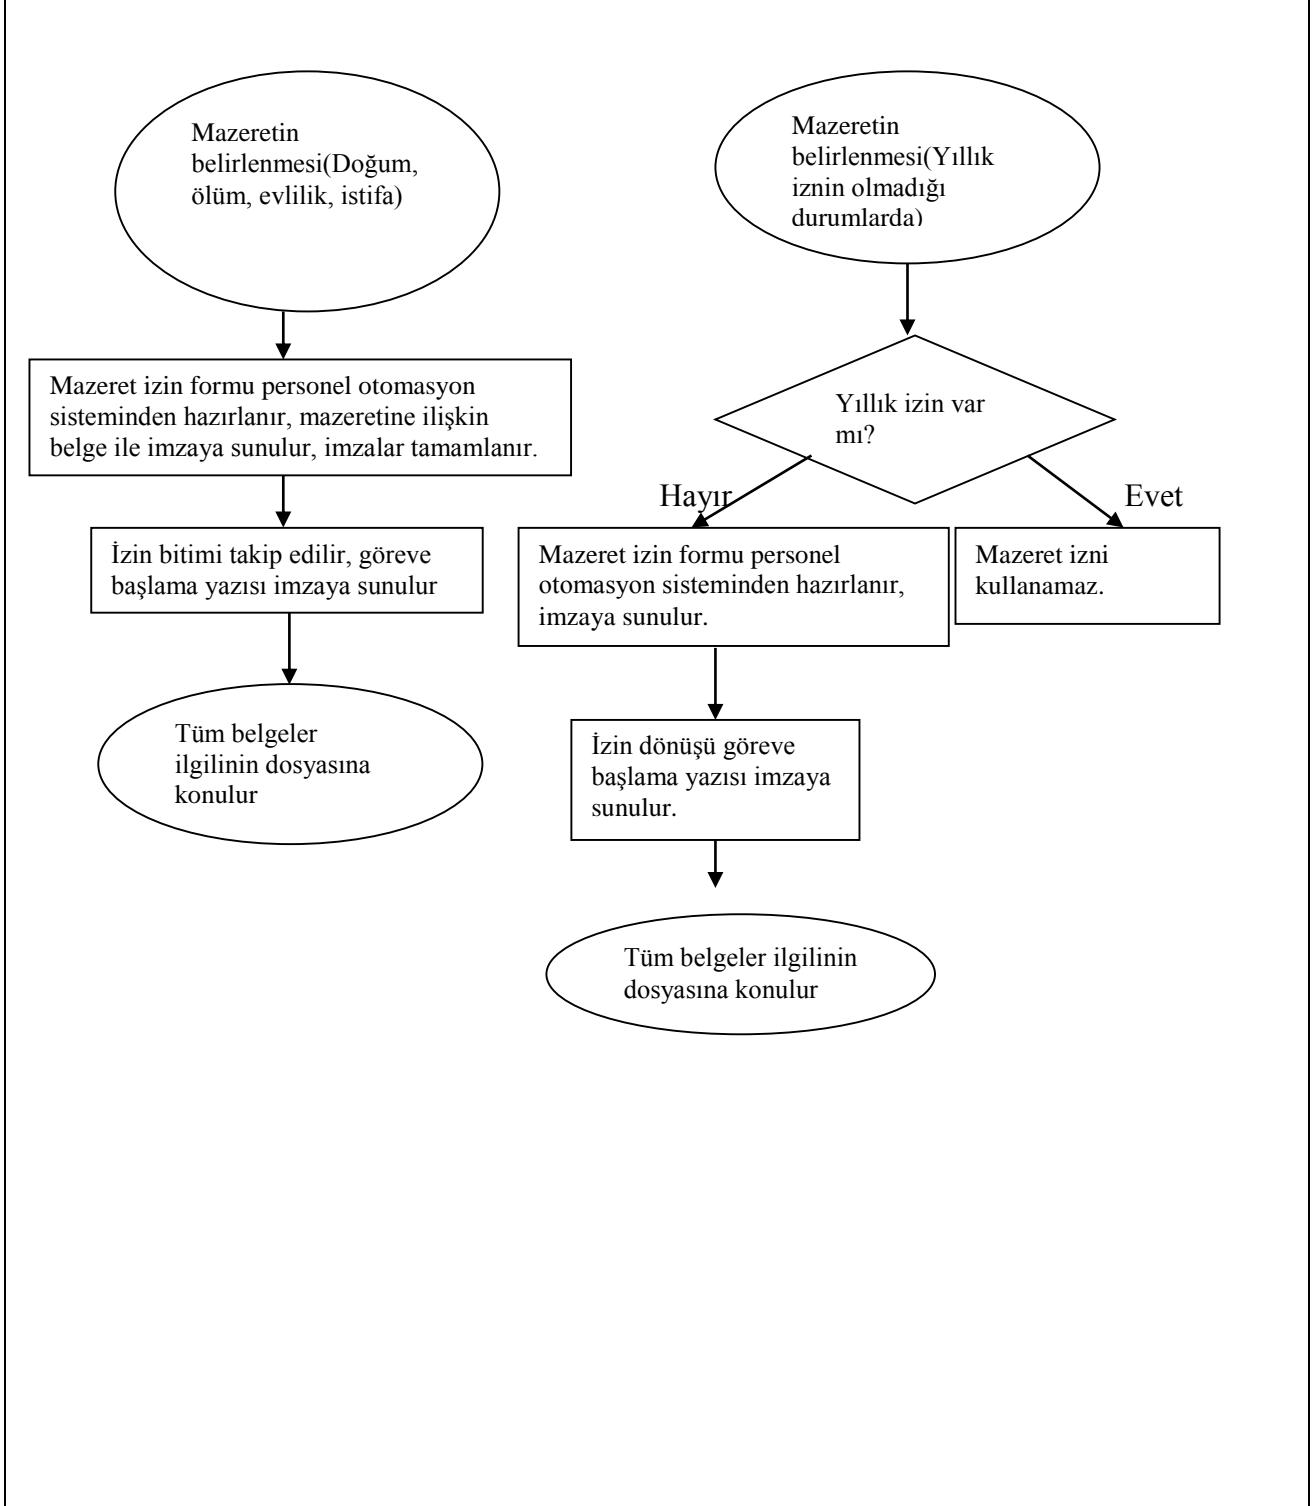 Mazeretin
belirlenmesi(Doğum,
ölüm, evlilik, istifa)
Mazeret izin formu personel otomasyon
sisteminden hazırlanır, mazeretine ilişkin
belge ile imzaya sunulur, imzalar tamamlanır.
İzin bitimi takip edilir, göreve
başlama yazısı imzaya sunulur
Tüm belgeler
ilgilinin dosyasına
konulur
Mazeretin
belirlenmesi(Yıllık
iznin olmadığı
durumlarda)
Yıllık izin var
mı?
Hayır
Evet
Mazeret izin formu personel
otomasyon sisteminden hazırlanır,
imzaya sunulur.
Mazeret izni
kullanamaz.
İzin dönüşü göreve
başlama yazısı imzaya
sunulur.
Tüm belgeler ilgilinin
dosyasına konulur